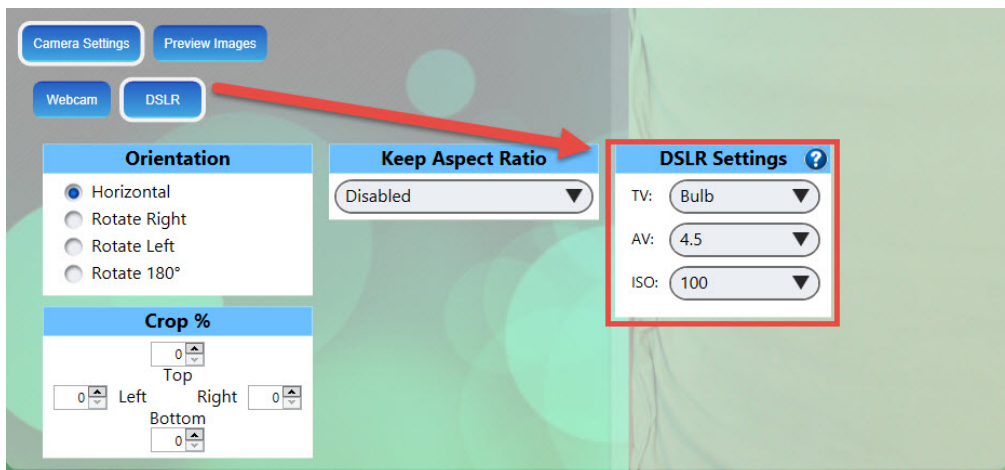 Camera Settings Preview Images
Webcam DSLR
Orientation
Horizontal
Rotate Right
Rotate Left
Rotate 180°
Keep Aspect Ratio
Disabled
DSLR Settings ?
TV: Bulb
AV: 4.5
ISO: 100
Crop %
0
Top
0 Left Right 0
Bottom
0